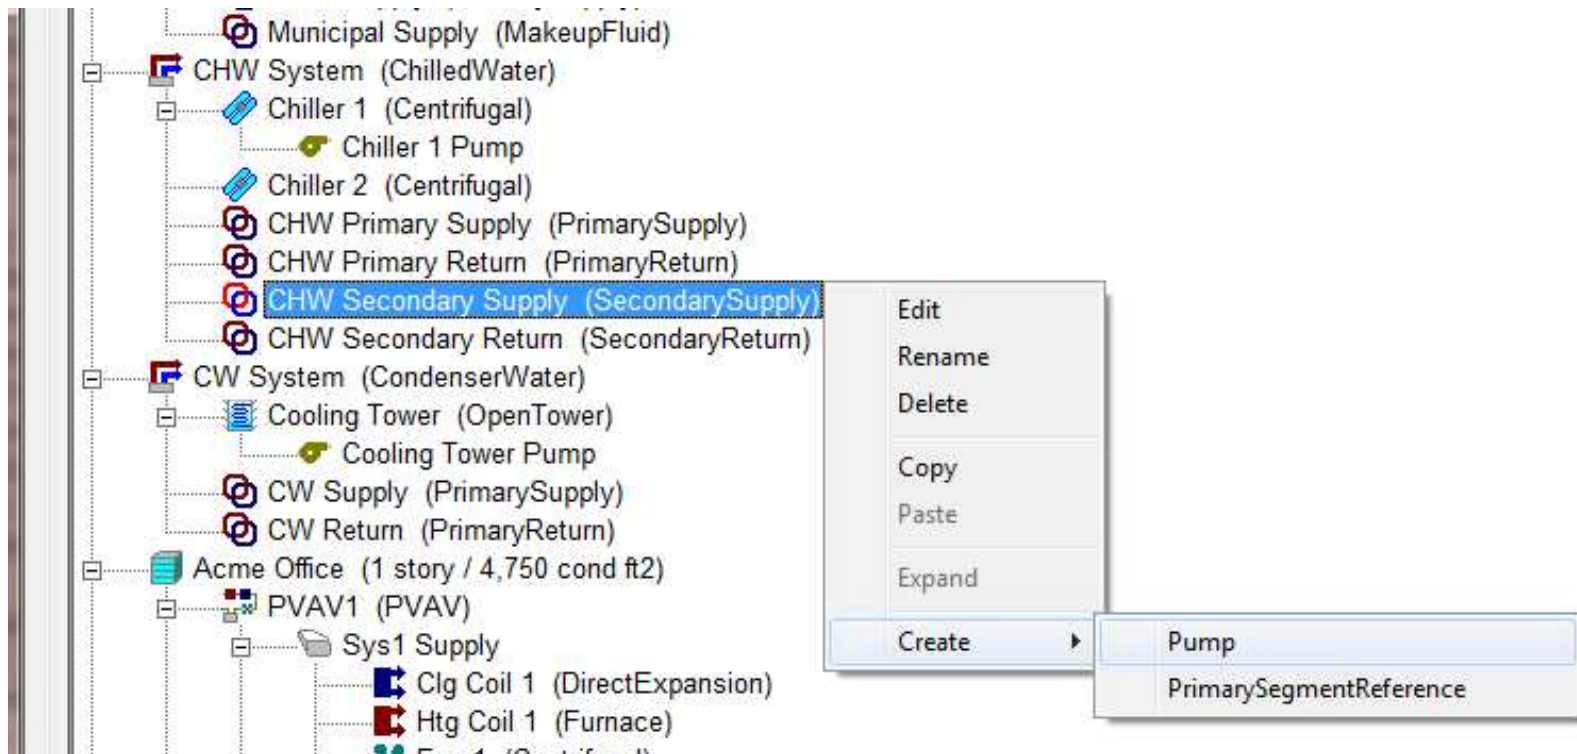 Municipal Supply (MakeupFluid)
CHW System (ChilledWater)
Chiller 1 (Centrifugal)
Chiller 1 Pump
Chiller 2 (Centrifugal)
CHW Primary Supply (PrimarySupply)
CHW Primary Return (PrimaryReturn)
CHW Secondary Supply (SecondarySupply)
CHW Secondary Return (SecondaryReturn)
CW System (CondenserWater)
Cooling Tower (OpenTower)
Cooling Tower Pump
CW Supply (PrimarySupply)
CW Return (PrimaryReturn)
Acme Office (1 story / 4,750 cond ft2)
PVAV1 (PVAV)
Sys1 Supply
Clg Coil 1 (DirectExpansion)
Htg Coil 1 (Furnace)
Edit
Rename
Delete
Copy
Paste
Expand
Create
Pump
PrimarySegmentReference